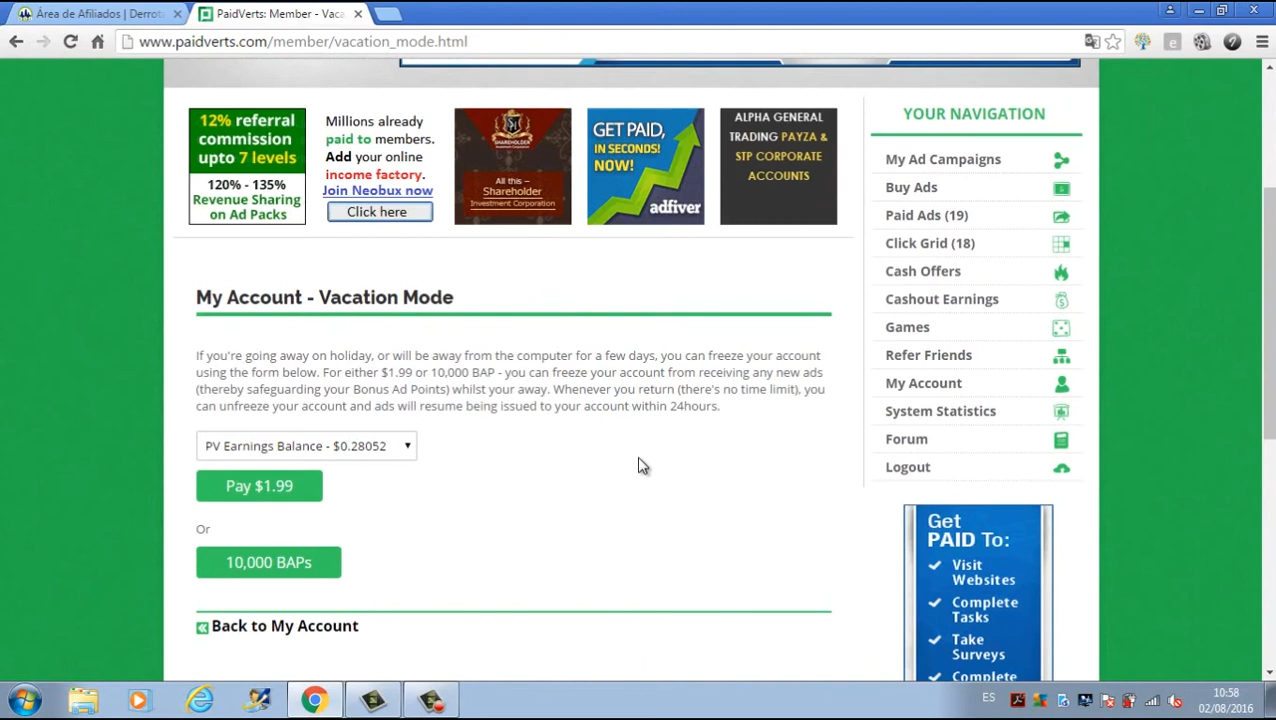 Área de Afiliados | Derrota
PaidVerts: Member - Vaca
www.paidverts.com/member/vacation_mode.html
12% referral
commission
upto 7 levels
120% - 135%
Revenue Sharing
on Ad Packs
Millions already
paid to members.
Add your online
income factory.
Join Neobux now
Click here
All this –
Shareholder
Investment Corporation
GET PAID,
IN SECONDS!
NOW!
adfiver
ALPHA GENERAL
TRADING PAYZA &
STP CORPORATE
ACCOUNTS
YOUR NAVIGATION
My Ad Campaigns
Buy Ads
Paid Ads (19)
Click Grid (18)
Cash Offers
Cashout Earnings
Games
Refer Friends
My Account
System Statistics
Forum
Logout
My Account - Vacation Mode
If you're going away on holiday, or will be away from the computer for a few days, you can freeze your account
using the form below. For either $1.99 or 10,000 BAP - you can freeze your account from receiving any new ads
(thereby safeguarding your Bonus Ad Points) whilst your away. Whenever you return (there's no time limit), you
can unfreeze your account and ads will resume being issued to your account within 24hours.
PV Earnings Balance - $0.28052
Pay $1.99
Or
10,000 BAPs
Back to My Account
Get
PAID To:
Visit
Websites
Complete
Tasks
Take
Surveys
Complete
ES
10:58
02/08/2016